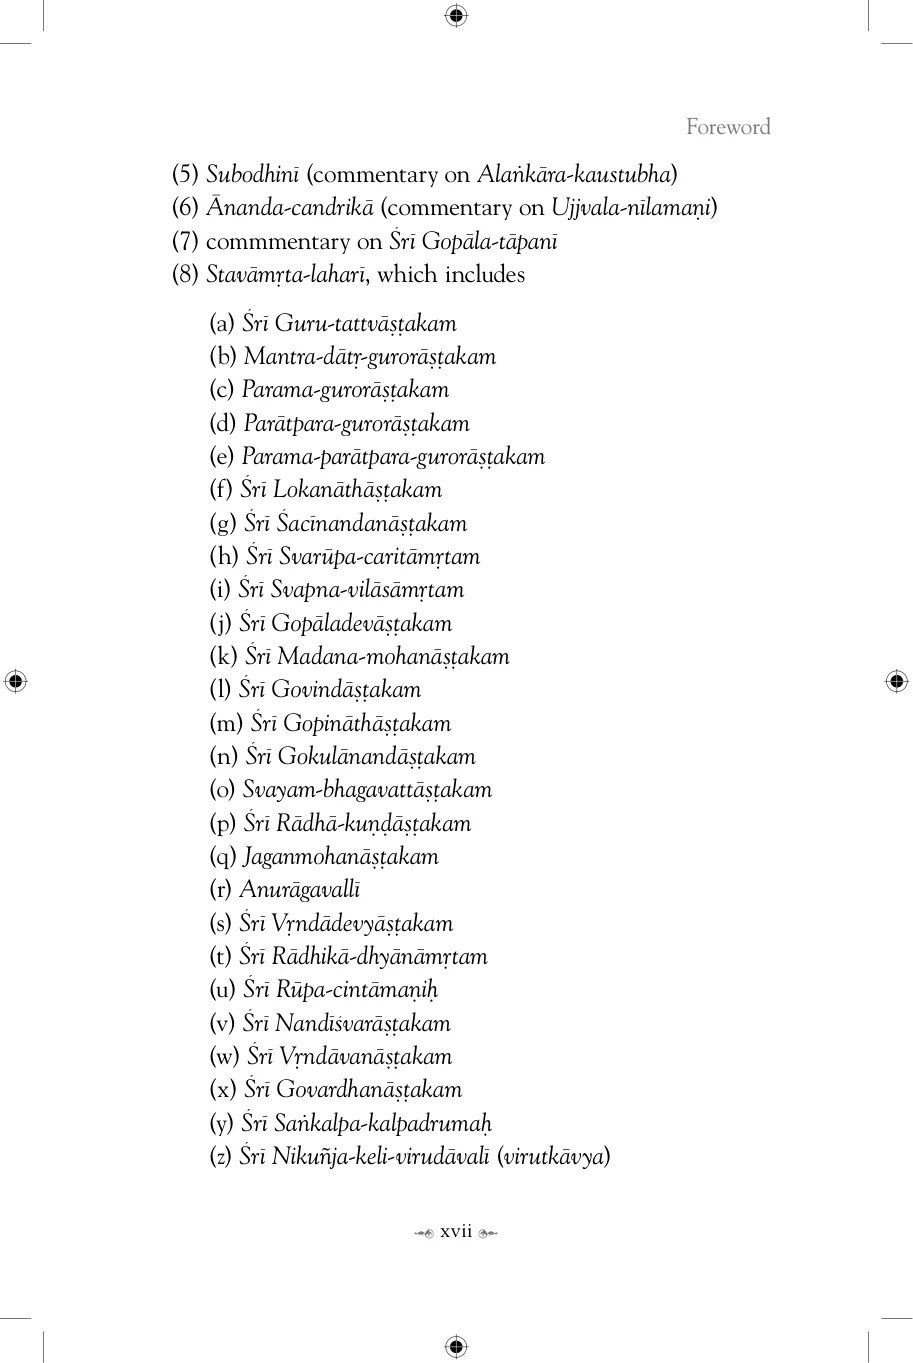 Foreword
(5) Subodhinī (commentary on Alaṅkāra-kaustubha)
(6) Ānanda-candrikā (commentary on Ujjvala-nīlamaṇi)
(7) commmentary on Śrī Gopāla-tāpanī
(8) Stavāmṛta-laharī, which includes
(a) Śrī Guru-tattvāṣṭakam
(b) Mantra-dātṛ-gurorāṣṭakam
(c) Parama-gurorāṣṭakam
(d) Parātpara-gurorāṣṭakam
(e) Parama-parātpara-gurorāṣṭakam
(f) Śrī Lokanāthāṣṭakam
(g) Śrī Śacīnandanāṣṭakam
(h) Śrī Svarūpa-caritāmṛtam
(i) Śrī Svapna-vilāsāmṛtam
(j) Śrī Gopāladevāṣṭakam
(k) Śrī Madana-mohanāṣṭakam
(l) Śrī Govindāṣṭakam
(m) Śrī Gopināthāṣṭakam
(n) Śrī Gokulānandāṣṭakam
(o) Svayam-bhagavattāṣṭakam
(p) Śrī Rādhā-kuṇḍāṣṭakam
(q) Jaganmohanāṣṭakam
(r) Anurāgavallī
(s) Śrī Vṛndādevyāṣṭakam
(t) Śrī Rādhikā-dhyānāmṛtam
(u) Śrī Rūpa-cintāmaṇiḥ
(v) Śrī Nandīśvarāṣṭakam
(w) Śrī Vṛndāvanāṣṭakam
(x) Śrī Govardhanāṣṭakam
(y) Śrī Saṅkalpa-kalpadrumaḥ
(z) Śrī Nikuñja-keli-virudāvalī (virutkāvya)
xvii